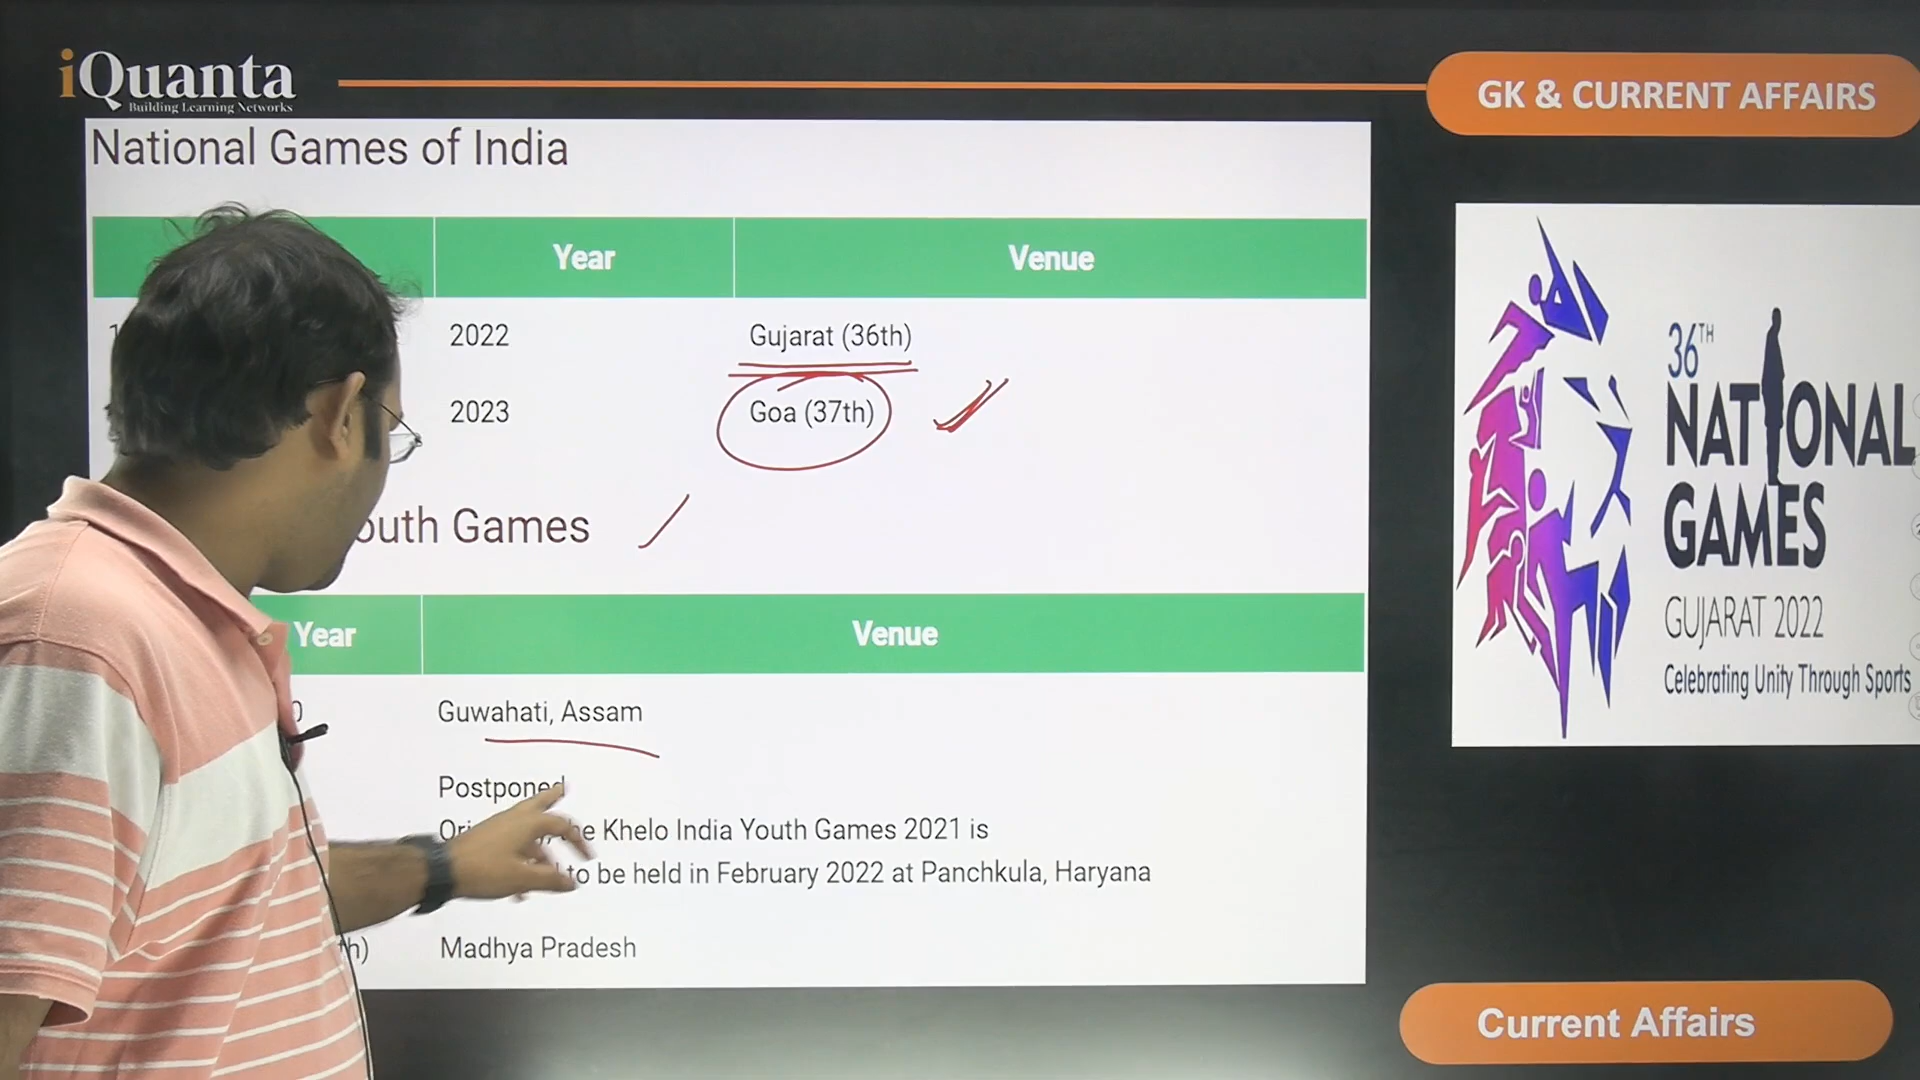 iQuanta
Building Learning Networks
GK & CURRENT AFFAIRS
National Games of India
Year Venue
2022 Gujarat (36th)
2023 Goa (37th)
outh Games
Year Venue
Guwahati, Assam
Postponed
the Khelo India Youth Games 2021 is
to be held in February 2022 at Panchkula, Haryana
h) Madhya Pradesh
36TH
NATIONAL
GAMES
GUJARAT 2022
Celebrating Unity Through Sports
Current Affairs